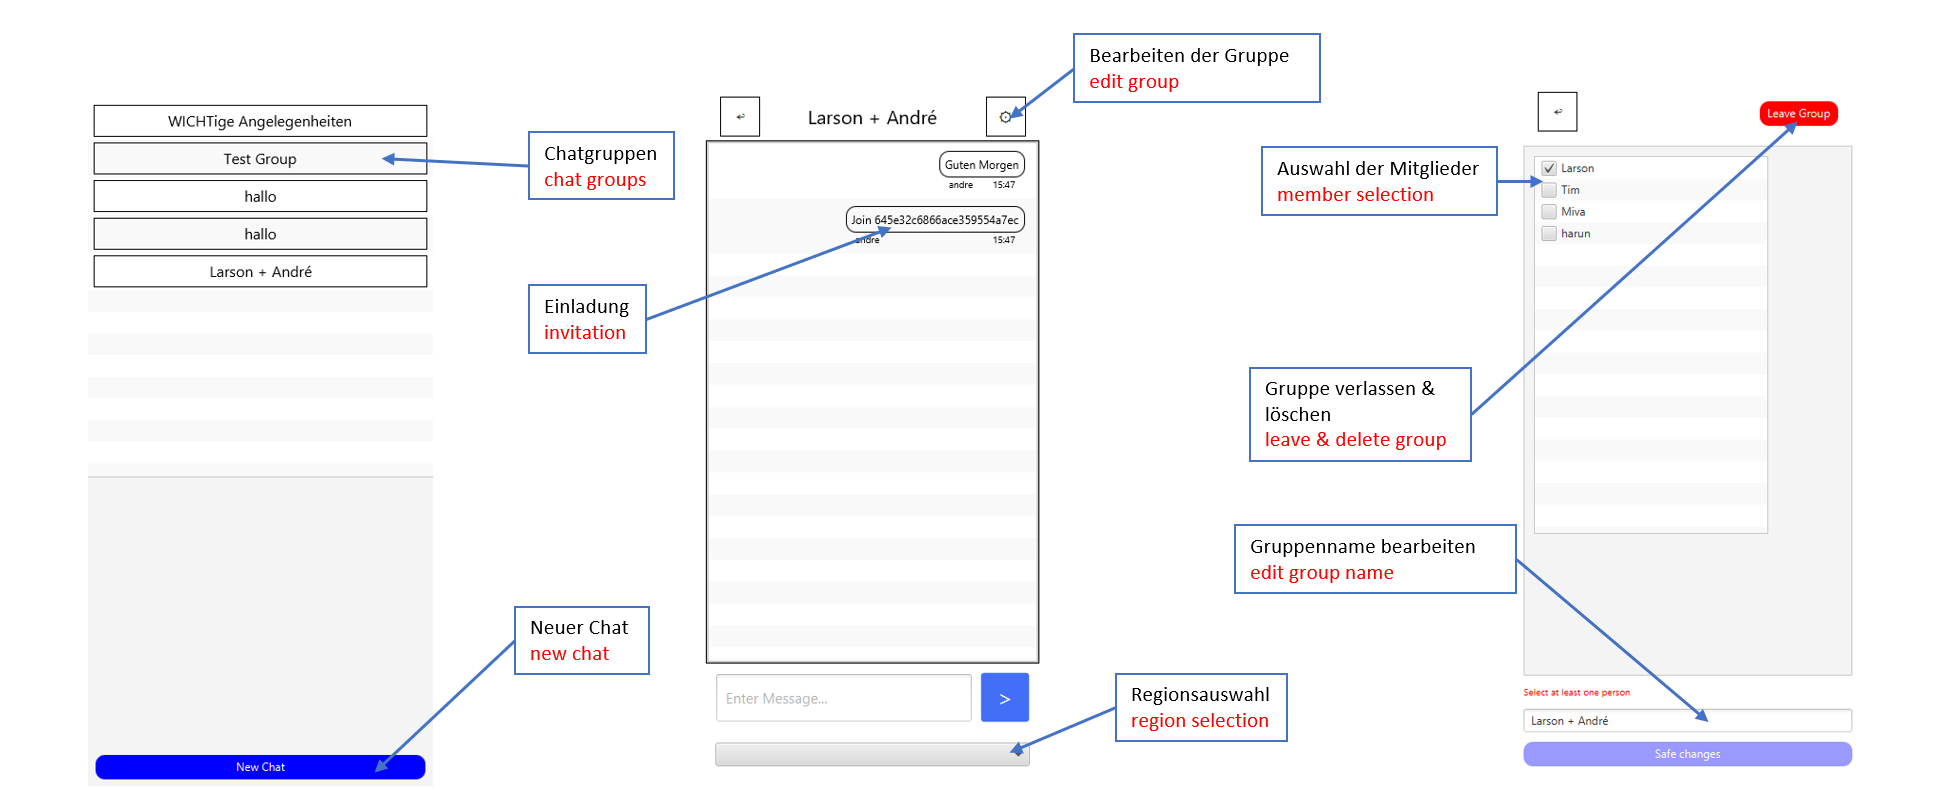 WICHTige Angelegenheiten
Test Group
hallo
hallo
Larson + André
New Chat
Chatgruppen
chat groups
Einladung
invitation
Neuer Chat
new chat
Larson + André
Guten Morgen
andre 15:47
Join 645e32c6866ace359554a7ec
andre 15:47
Enter Message...
>
Bearbeiten der Gruppe
edit group
Regionsauswahl
region selection
Auswahl der Mitglieder
member selection
Gruppe verlassen &
löschen
leave & delete group
Gruppenname bearbeiten
edit group name
Leave Group
Larson
Tim
Miva
harun
Select at least one person
Larson + André
Safe changes